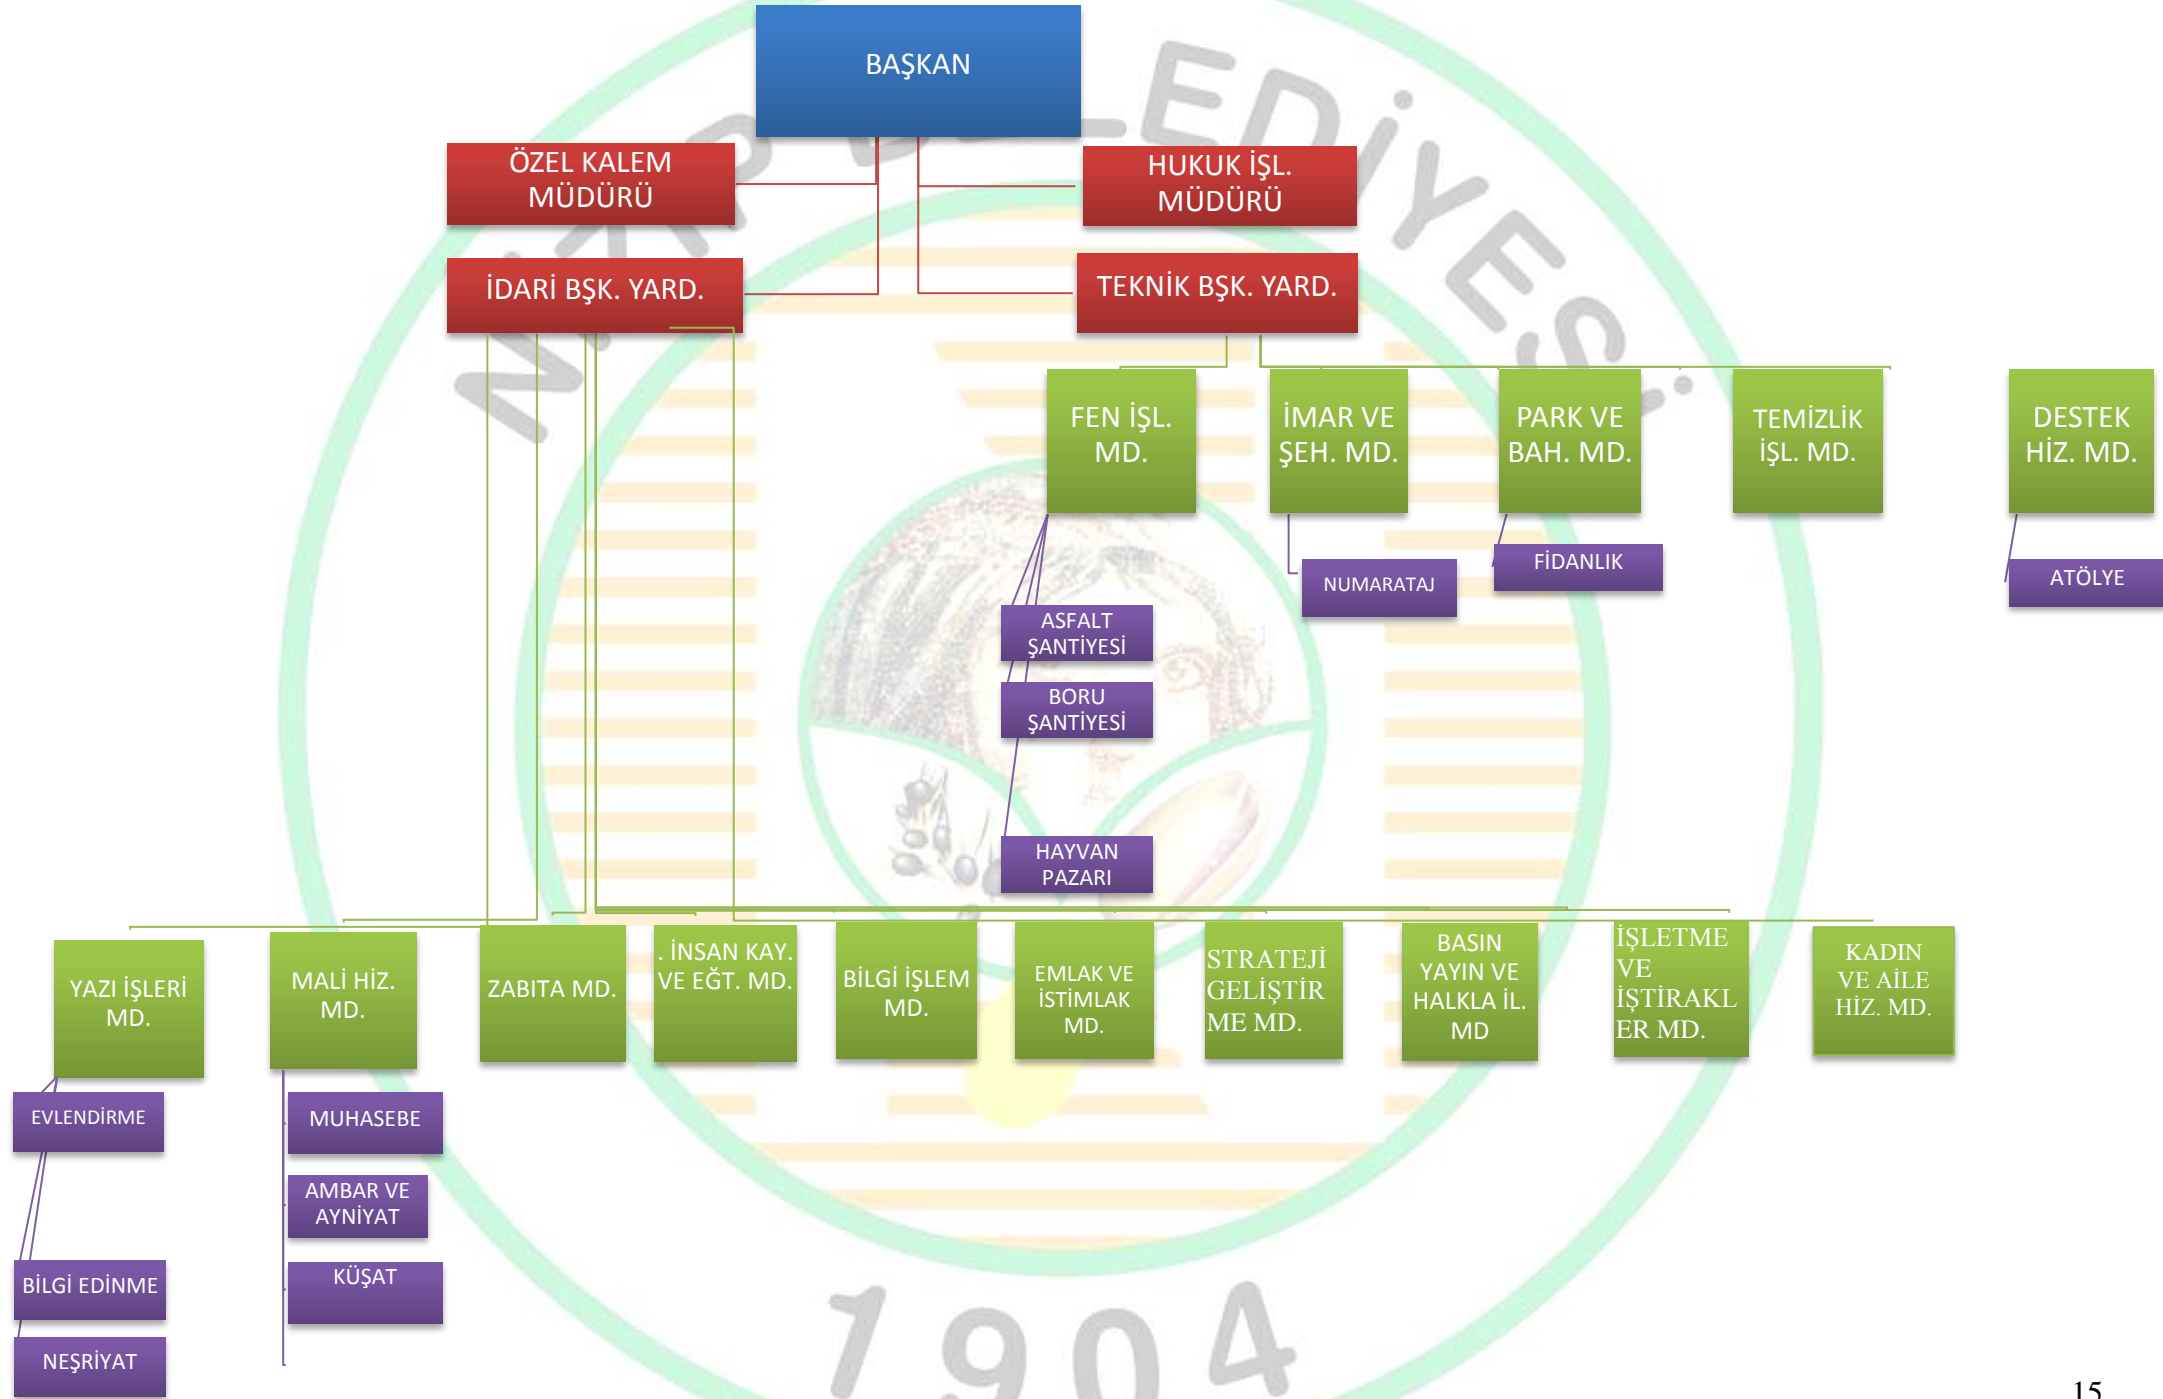 BAŞKAN
ÖZEL KALEM
MÜDÜRÜ
HUKUK İŞL.
MÜDÜRÜ
İDARİ BŞK. YARD.
TEKNİK BŞK. YARD.
FEN İŞL.
MD.
İMAR VE
ŞEH. MD.
PARK VE
BAH. MD.
TEMİZLİK
İŞL. MD.
DESTEK
HİZ. MD.
ASFALT
ŞANTİYESİ
BORU
ŞANTİYESİ
HAYVAN
PAZARI
NUMARATAJ
FİDANLIK
ATÖLYE
YAZI İŞLERİ
MD.
MALİ HİZ.
MD.
ZABITA MD.
. İNSAN KAY.
VE EĞT. MD.
BİLGİ İŞLEM
MD.
EMLAK VE
İSTİMLAK
MD.
STRATEJİ
GELİŞTİR
ME MD.
BASIN
YAYIN VE
HALKLA İL.
MD
İŞLETME
VE
İŞTİRAKL
ER MD.
KADIN
VE AİLE
HİZ. MD.
EVLENDİRME
BİLGİ EDİNME
NEŞRİYAT
MUHASEBE
AMBAR VE
AYNİYAT
KÜŞAT
1904
15